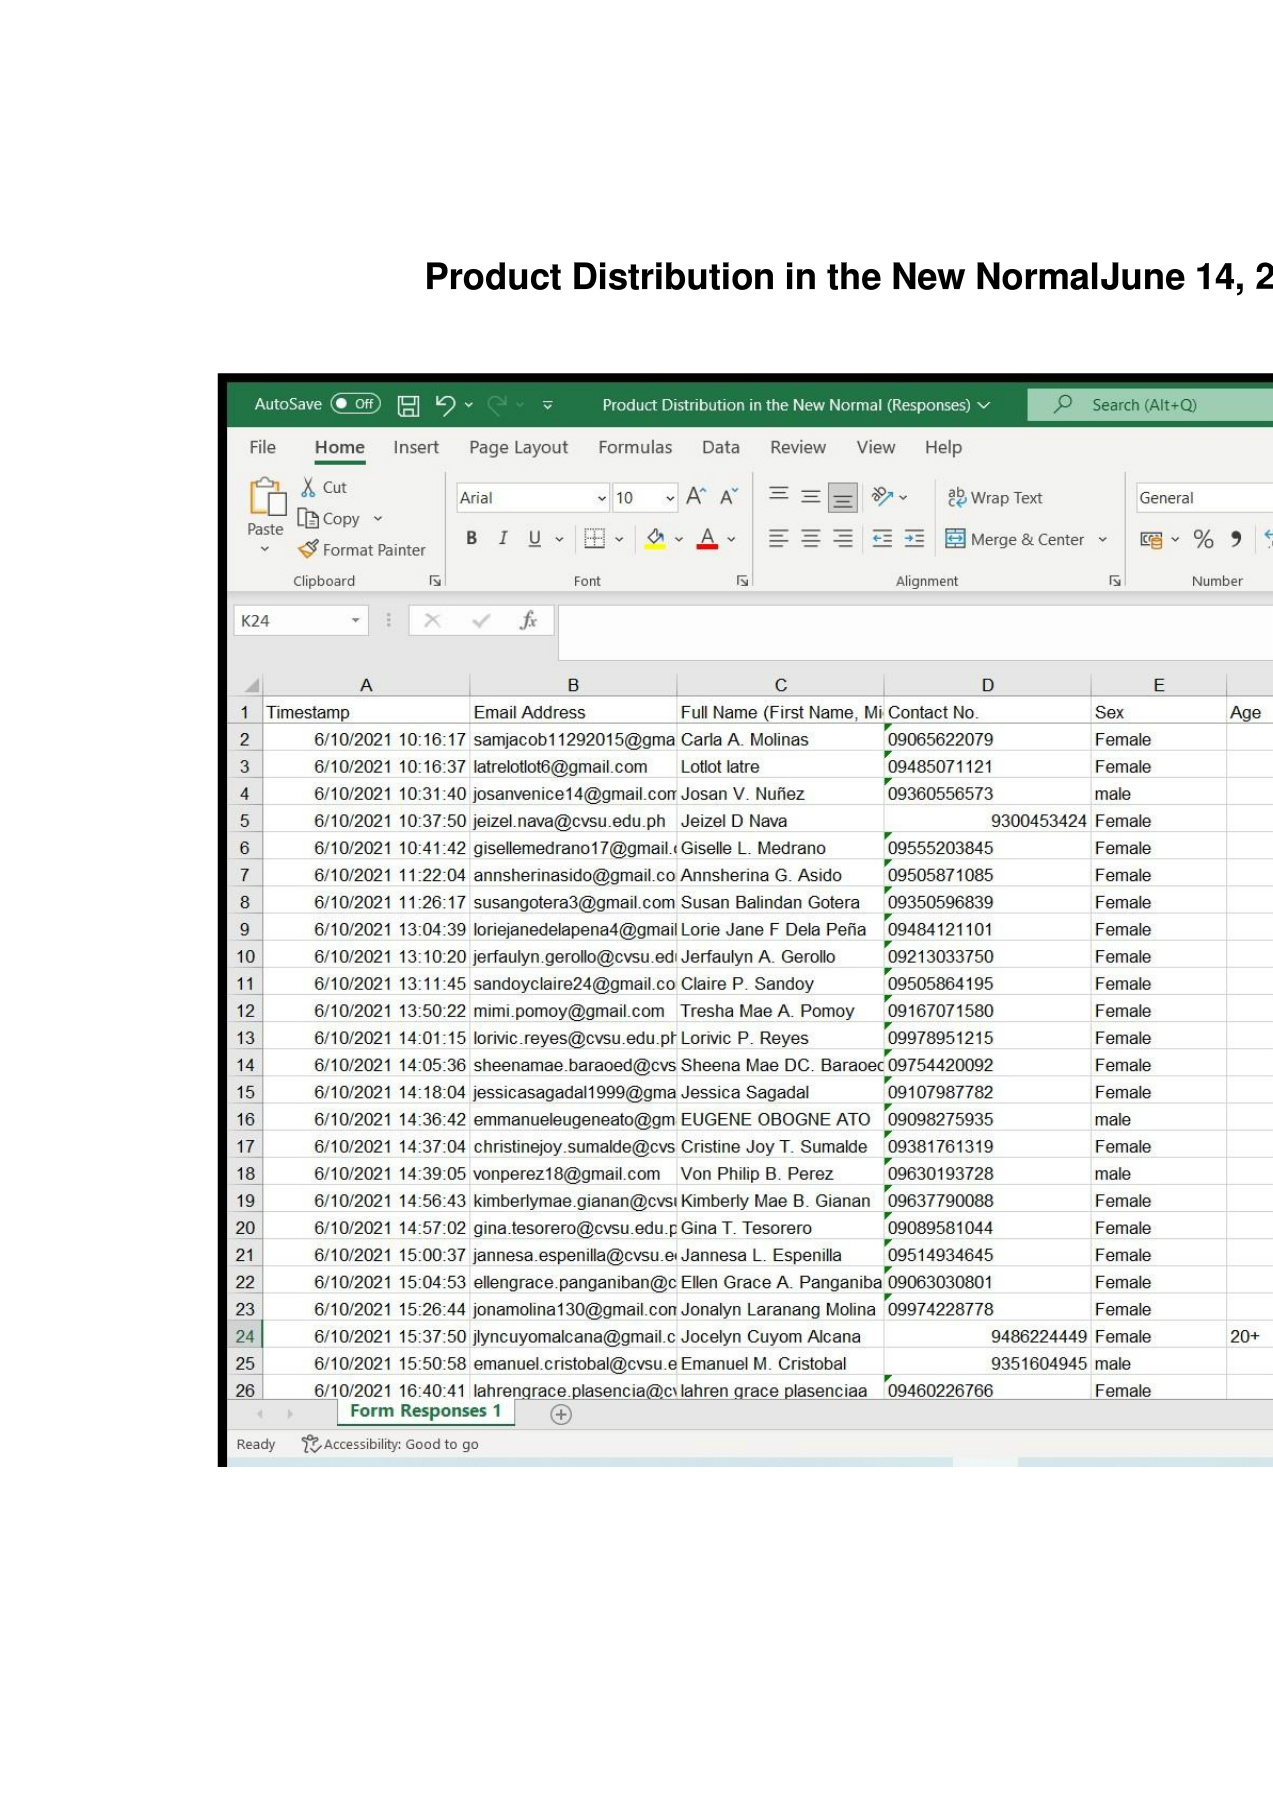 Product Distribution in the New NormalJune 14, 2
AutoSave Off Product Distribution in the New Normal (Responses) Search (Alt+Q)
File Home Insert Page Layout Formulas Data Review View Help
Cut
Copy
Format Painter
Paste
Clipboard
Arial 10
B I U A
Font
Wrap Text
Merge & Center
Alignment
General
%
Number
K24 fx
A B C D E
1 Timestamp Email Address Full Name (First Name, Mi Contact No. Sex Age
2 6/10/2021 10:16:17 samjacob11292015@gma Carla A. Molinas 09065622079 Female
3 6/10/2021 10:16:37 latrelotlot6@gmail.com Lotlot latre 09485071121 Female
4 6/10/2021 10:31:40 josanvenice14@gmail.com Josan V. Nuñez 09360556573 male
5 6/10/2021 10:37:50 jeizel.nava@cvsu.edu.ph Jeizel D Nava 9300453424 Female
6 6/10/2021 10:41:42 gisellemedrano17@gmail.c Giselle L. Medrano 09555203845 Female
7 6/10/2021 11:22:04 annsherinasido@gmail.co Annsherina G. Asido 09505871085 Female
8 6/10/2021 11:26:17 susangotera3@gmail.com Susan Balindan Gotera 09350596839 Female
9 6/10/2021 13:04:39 loriejanedelapena4@gmail Lorie Jane F Dela Peña 09484121101 Female
10 6/10/2021 13:10:20 jerfaulyn.gerollo@cvsu.edu Jerfaulyn A. Gerollo 09213033750 Female
11 6/10/2021 13:11:45 sandoyclaire24@gmail.co Claire P. Sandoy 09505864195 Female
12 6/10/2021 13:50:22 mimi.pomoy@gmail.com Tresha Mae A. Pomoy 09167071580 Female
13 6/10/2021 14:01:15 lorivic.reyes@cvsu.edu.ph Lorivic P. Reyes 09978951215 Female
14 6/10/2021 14:05:36 sheenamae.baraoed@cvs Sheena Mae DC. Baraoed 09754420092 Female
15 6/10/2021 14:18:04 jessicasagadal1999@gma Jessica Sagadal 09107987782 Female
16 6/10/2021 14:36:42 emmanueleugeneato@gm EUGENE OBOGNE ATO 09098275935 male
17 6/10/2021 14:37:04 christinejoy.sumalde@cvs Cristine Joy T. Sumalde 09381761319 Female
18 6/10/2021 14:39:05 vonperez18@gmail.com Von Philip B. Perez 09630193728 male
19 6/10/2021 14:56:43 kimberlymae.gianan@cvsu Kimberly Mae B. Gianan 09637790088 Female
20 6/10/2021 14:57:02 gina.tesorero@cvsu.edu.p Gina T. Tesorero 09089581044 Female
21 6/10/2021 15:00:37 jannesa.espenilla@cvsu.e Jannesa L. Espenilla 09514934645 Female
22 6/10/2021 15:04:53 ellengrace.panganiban@c Ellen Grace A. Panganiba 09063030801 Female
23 6/10/2021 15:26:44 jonamolina130@gmail.com Jonalyn Laranang Molina 09974228778 Female
24 6/10/2021 15:37:50 jlyncuyomalcana@gmail.c Jocelyn Cuyom Alcana 9486224449 Female 20+
25 6/10/2021 15:50:58 emanuel.cristobal@cvsu.e Emanuel M. Cristobal 9351604945 male
26 6/10/2021 16:40:41 lahrengrace.plasencia@cv lahren grace plasenciaa 09460226766 Female
Form Responses 1
Ready Accessibility: Good to go